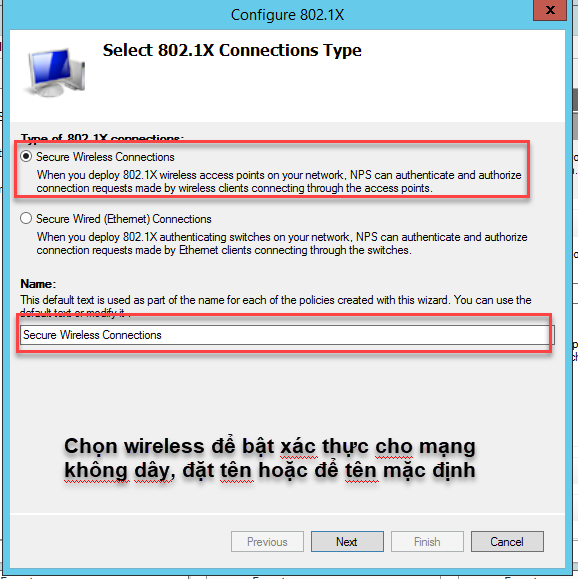 Configure 802.1X
x
Select 802.1X Connections Type
Type of 802.1X connections:
Secure Wireless Connections
When you deploy 802.1X wireless access points on your network, NPS can authenticate and authorize
connection requests made by wireless clients connecting through the access points.
Secure Wired (Ethernet) Connections
When you deploy 802.1X authenticating switches on your network, NPS can authenticate and authorize
connection requests made by Ethernet clients connecting through the switches.
Name:
This default text is used as part of the name for each of the policies created with this wizard. You can use the
default text or modify it .
Secure Wireless Connections
Chọn wireless để bật xác thực cho mạng
không dây, đặt tên hoặc để tên mặc định
Previous Next Finish Cancel